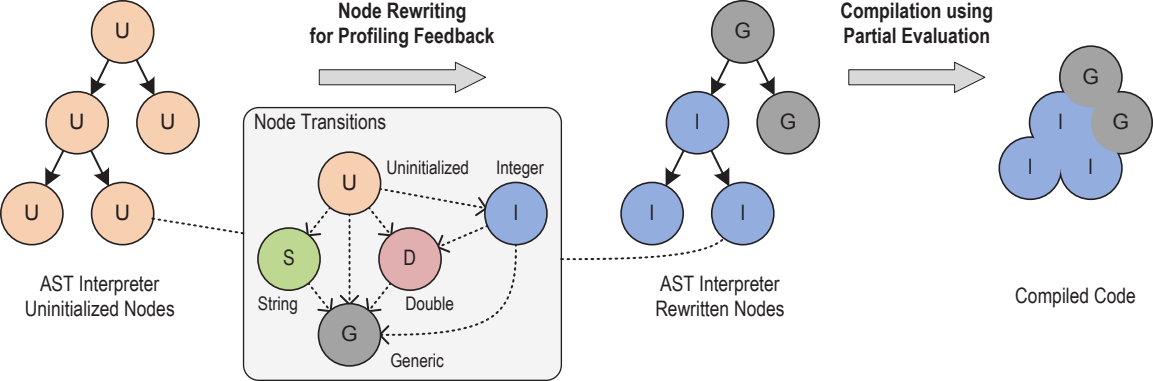 Node Rewriting
for Profiling Feedback
Compilation using
Partial Evaluation
U
U
U
U
U
AST Interpreter
Uninitialized Nodes
Node Transitions
U
Uninitialized
Integer
I
S
D
String
Double
G
Generic
G
I
G
I
I
AST Interpreter
Rewritten Nodes
G
I
G
I
I
Compiled Code